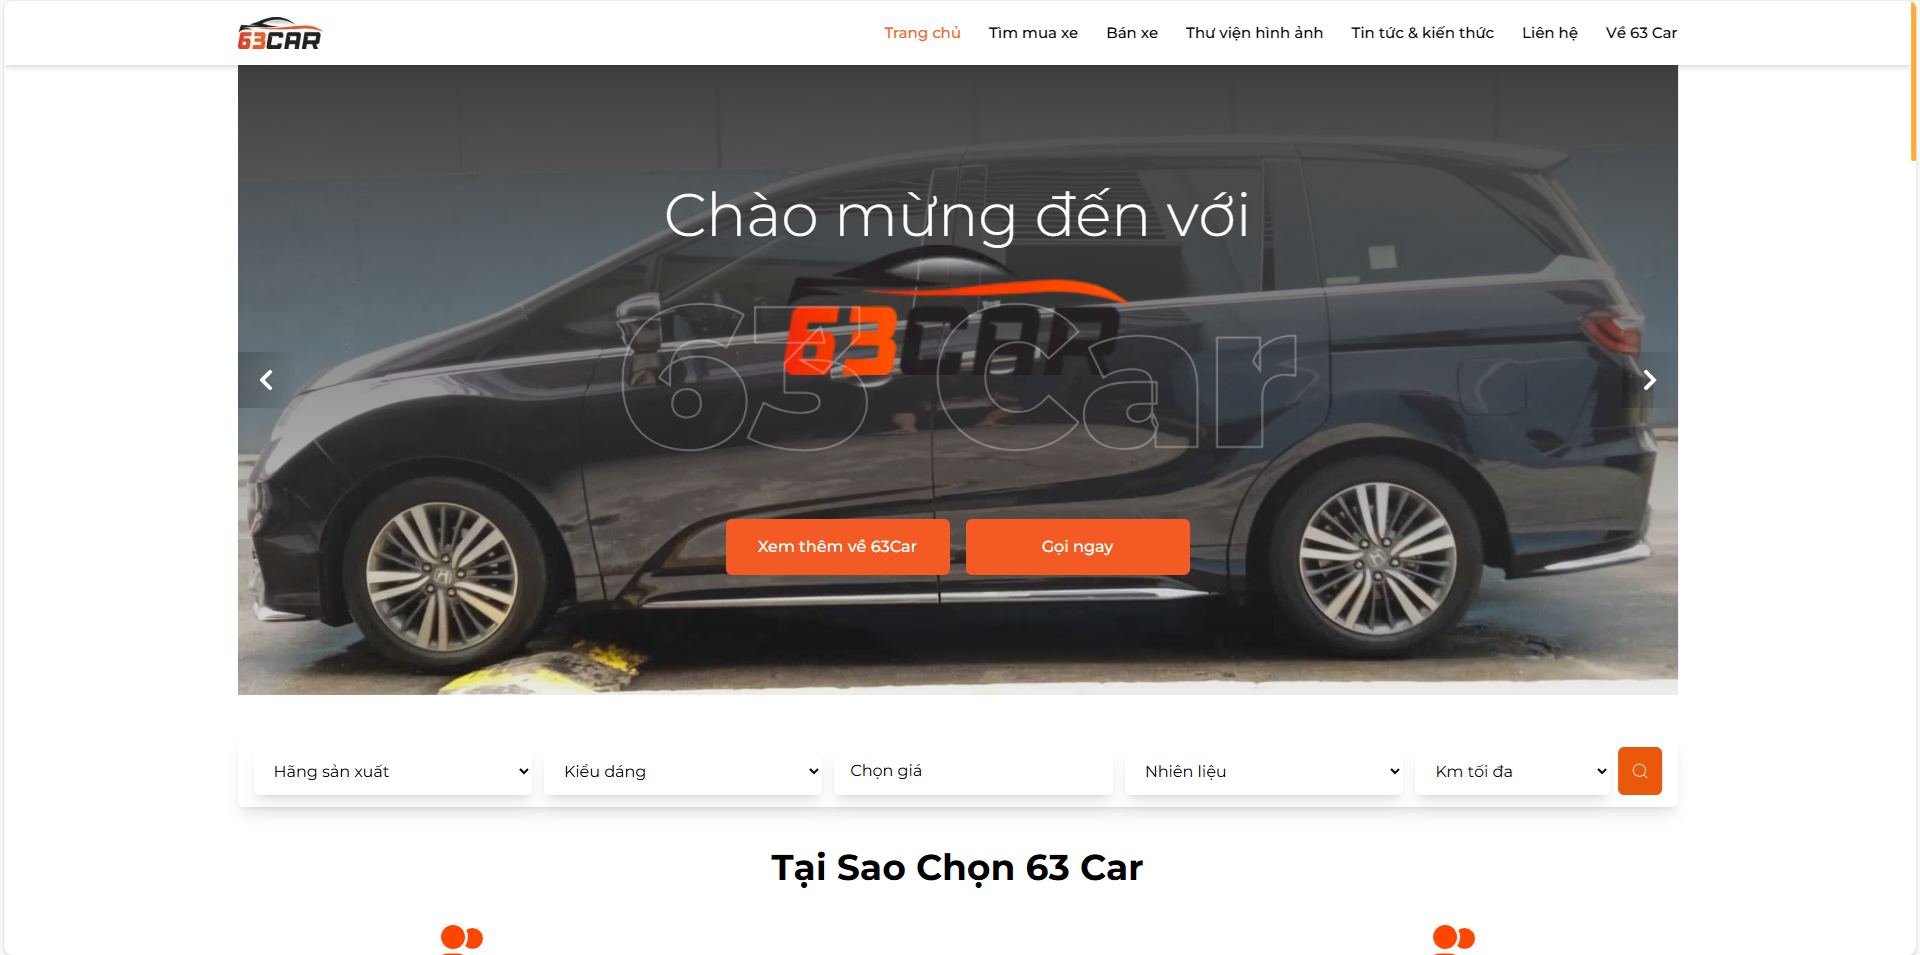 63CAR
Trang chủ Tìm mua xe Bán xe Thư viện hình ảnh Tin tức & kiến thức Liên hệ Về 63 Car
Chào mừng đến với
63CAR
63 Car
Xem thêm về 63Car Gọi ngay
Hãng sản xuất Kiểu dáng Chọn giá Nhiên liệu Km tối đa
Tại Sao Chọn 63 Car